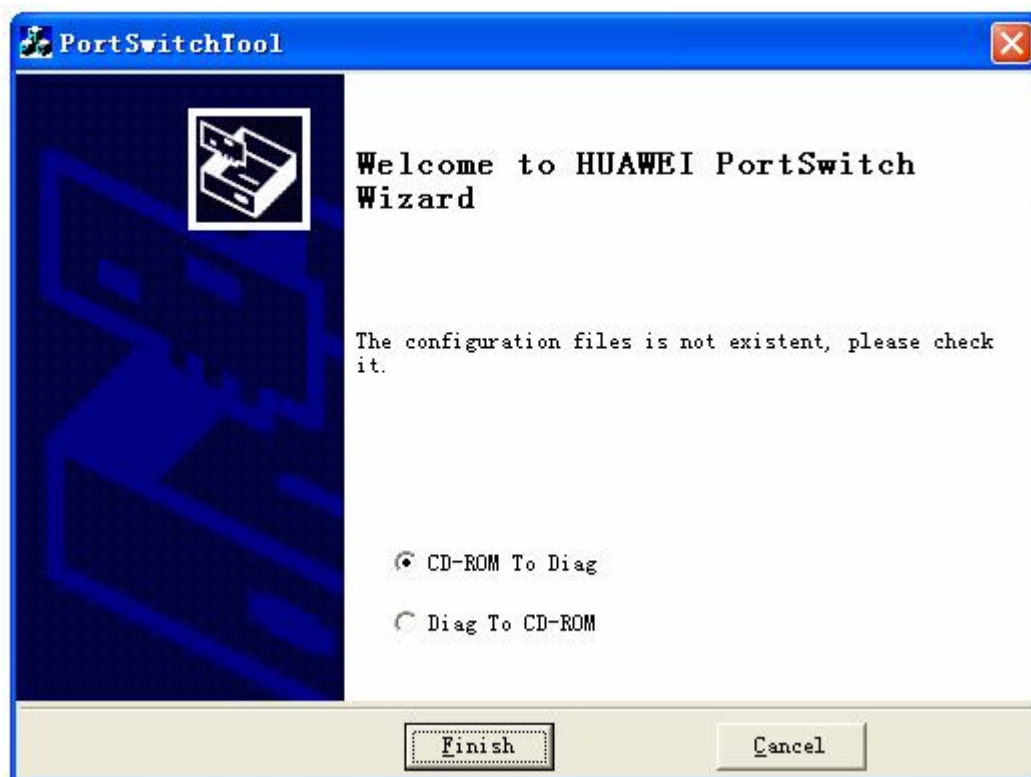 PortSwitchTool
Welcome to HUAWEI PortSwitch
Wizard
The configuration files is not existent, please check
it.
CD-ROM To Diag
Diag To CD-ROM
Finish
Cancel